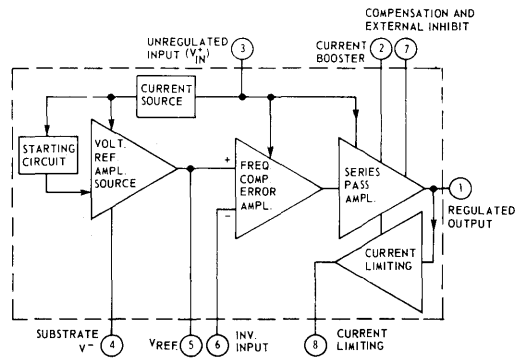 COMPENSATION AND
EXTERNAL INHIBIT
UNREGULATED
INPUT (V⁺IN)
3
CURRENT
BOOSTER
2
7
CURRENT
SOURCE
STARTING
CIRCUIT
VOLT.
REF
AMPL.
SOURCE
+
FREQ
COMP
ERROR
AMPL.
−
SERIES
PASS
AMPL.
1
REGULATED
OUTPUT
CURRENT
LIMITING
SUBSTRATE
V−
4
VREF.
5
6
INV.
INPUT
8
CURRENT
LIMITING